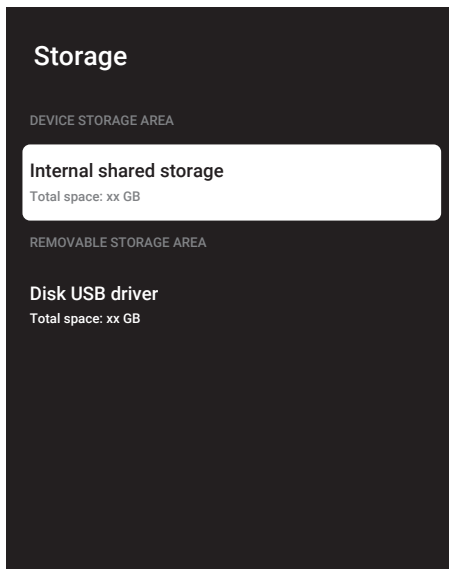 Storage
DEVICE STORAGE AREA
Internal shared storage
Total space: xx GB
REMOVABLE STORAGE AREA
Disk USB driver
Total space: xx GB